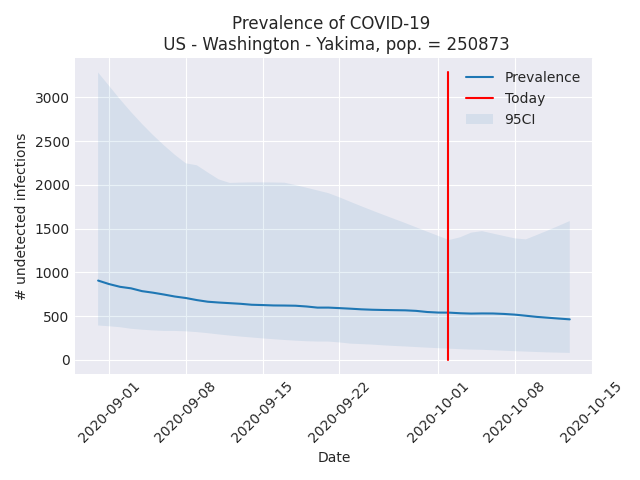 Prevalence of COVID-19
US - Washington - Yakima, pop. = 250873
Prevalence
Today
95CI
# undetected infections
3000
2500
2000
1500
1000
500
0
2020-09-01
2020-09-08
2020-09-15
2020-09-22
2020-10-01
2020-10-08
2020-10-15
Date